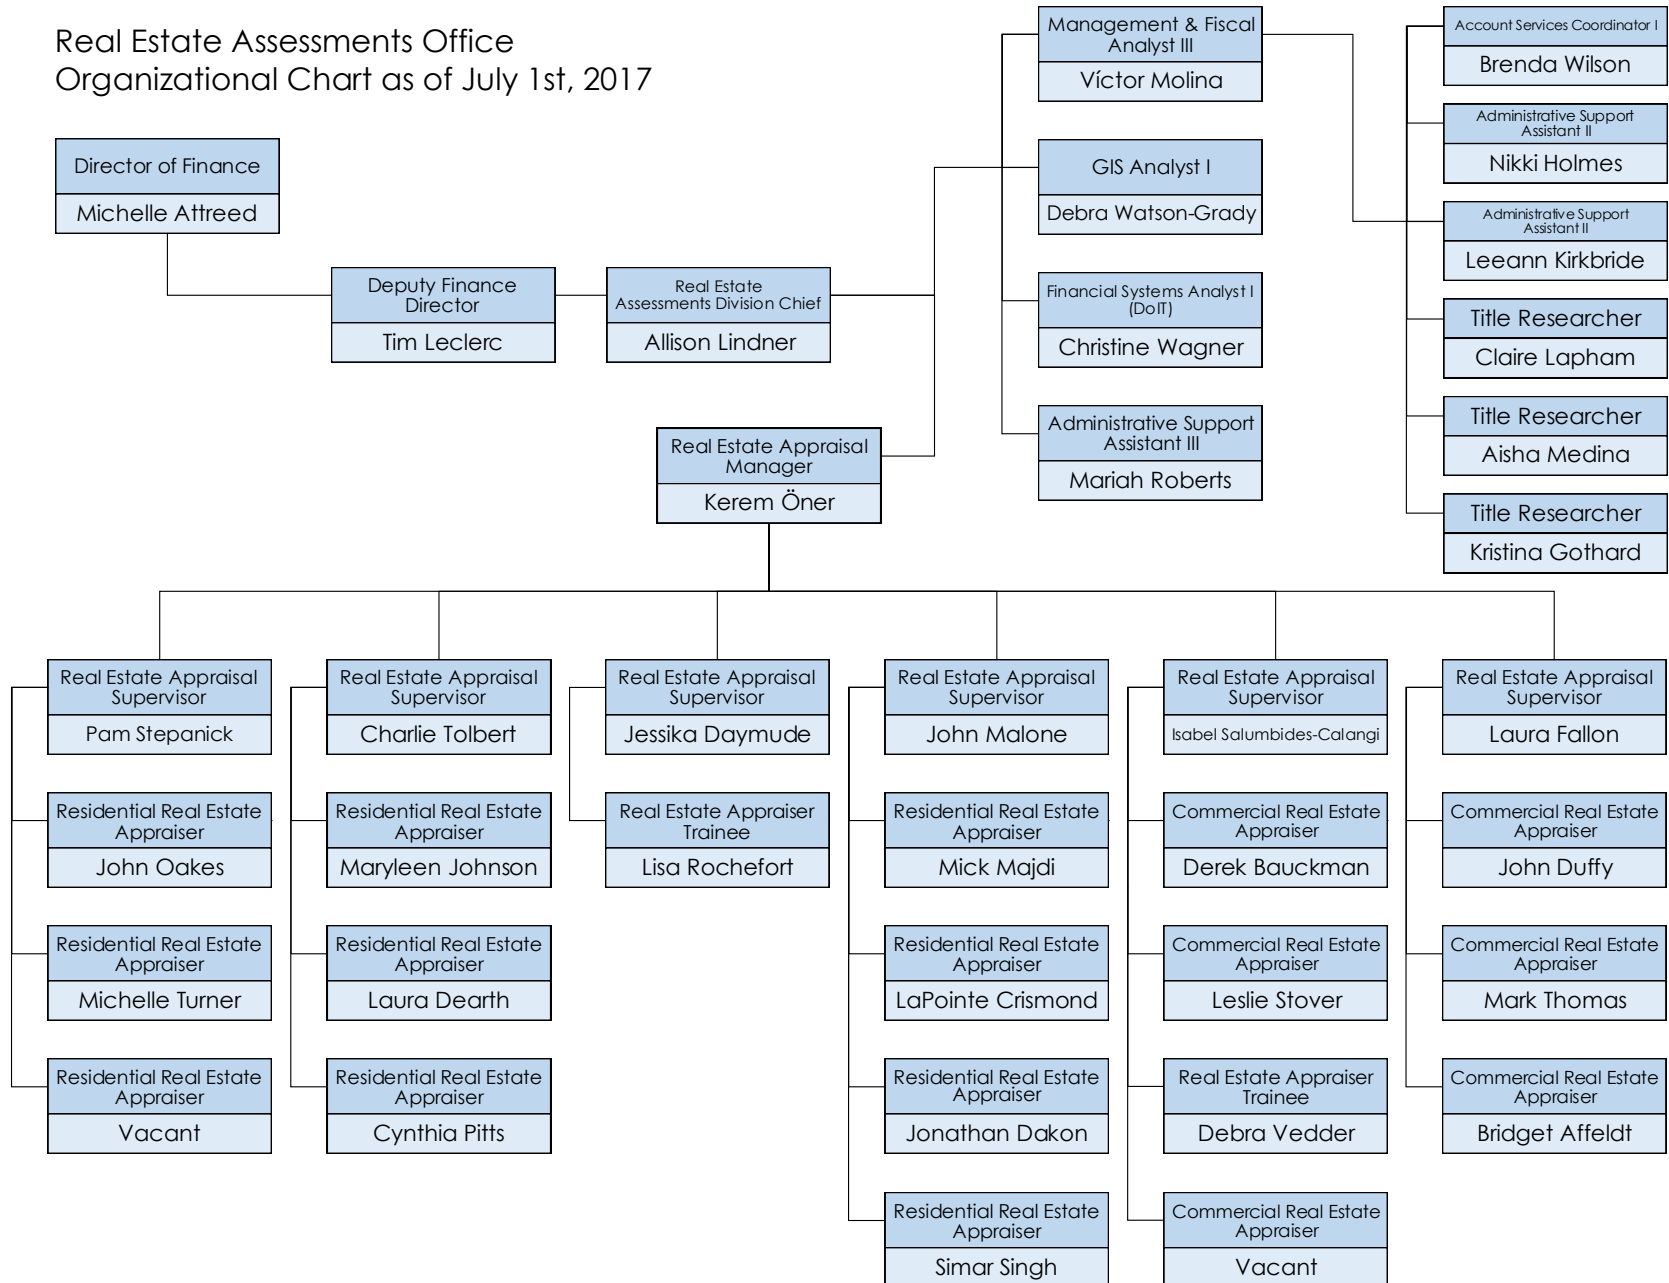 Real Estate Assessments Office
Organizational Chart as of July 1st, 2017
Director of Finance
Michelle Attreed
Deputy Finance
Director
Tim Leclerc
Real Estate
Assessments Division Chief
Allison Lindner
Management & Fiscal
Analyst III
Víctor Molina
GIS Analyst I
Debra Watson-Grady
Financial Systems Analyst I
(DoIT)
Christine Wagner
Administrative Support
Assistant III
Mariah Roberts
Account Services Coordinator I
Brenda Wilson
Administrative Support
Assistant II
Nikki Holmes
Administrative Support
Assistant II
Leeann Kirkbride
Title Researcher
Claire Lapham
Title Researcher
Aisha Medina
Title Researcher
Kristina Gothard
Real Estate Appraisal
Manager
Kerem Öner
Real Estate Appraisal
Supervisor
Pam Stepanick
Residential Real Estate
Appraiser
John Oakes
Residential Real Estate
Appraiser
Michelle Turner
Residential Real Estate
Appraiser
Vacant
Real Estate Appraisal
Supervisor
Charlie Tolbert
Residential Real Estate
Appraiser
Maryleen Johnson
Residential Real Estate
Appraiser
Laura Dearth
Residential Real Estate
Appraiser
Cynthia Pitts
Real Estate Appraisal
Supervisor
Jessika Daymude
Real Estate Appraiser
Trainee
Lisa Rochefort
Real Estate Appraisal
Supervisor
John Malone
Residential Real Estate
Appraiser
Mick Majdi
Residential Real Estate
Appraiser
LaPointe Crismond
Residential Real Estate
Appraiser
Jonathan Dakon
Residential Real Estate
Appraiser
Simar Singh
Real Estate Appraisal
Supervisor
Isabel Salumbides-Calangi
Commercial Real Estate
Appraiser
Derek Bauckman
Commercial Real Estate
Appraiser
Leslie Stover
Real Estate Appraiser
Trainee
Debra Vedder
Commercial Real Estate
Appraiser
Vacant
Real Estate Appraisal
Supervisor
Laura Fallon
Commercial Real Estate
Appraiser
John Duffy
Commercial Real Estate
Appraiser
Mark Thomas
Commercial Real Estate
Appraiser
Bridget Affeldt